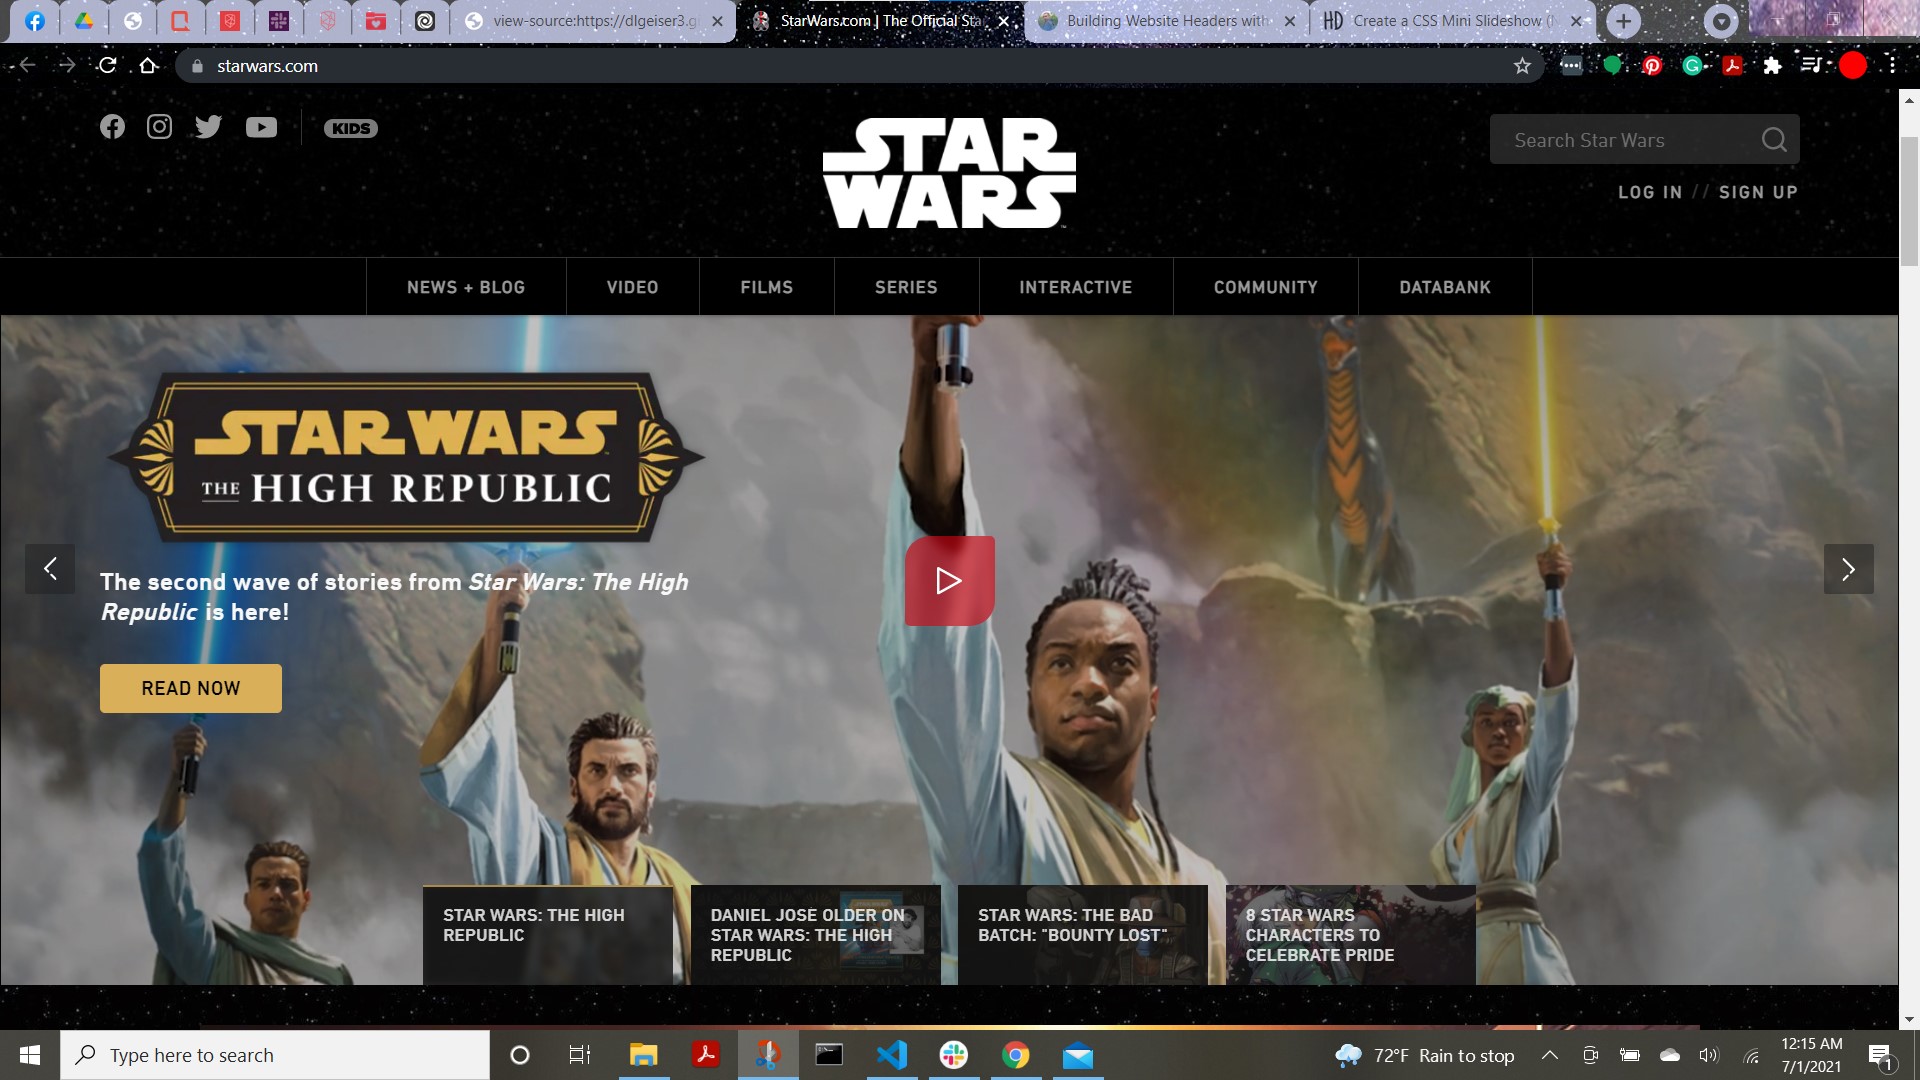 view-source:https://dlgeiser3.g
StarWars.com | The Official Sta
Building Website Headers with
HD Create a CSS Mini Slideshow (
starwars.com
KIDS
STAR
WARS
Search Star Wars
LOG IN // SIGN UP
NEWS + BLOG
VIDEO
FILMS
SERIES
INTERACTIVE
COMMUNITY
DATABANK
STAR WARS
THE HIGH REPUBLIC
The second wave of stories from Star Wars: The High
Republic is here!
READ NOW
STAR WARS: THE HIGH
REPUBLIC
DANIEL JOSÉ OLDER ON
STAR WARS: THE HIGH
REPUBLIC
STAR WARS: THE BAD
BATCH: "BOUNTY LOST"
8 STAR WARS
CHARACTERS TO
CELEBRATE PRIDE
Type here to search
72°F Rain to stop
12:15 AM
7/1/2021
1